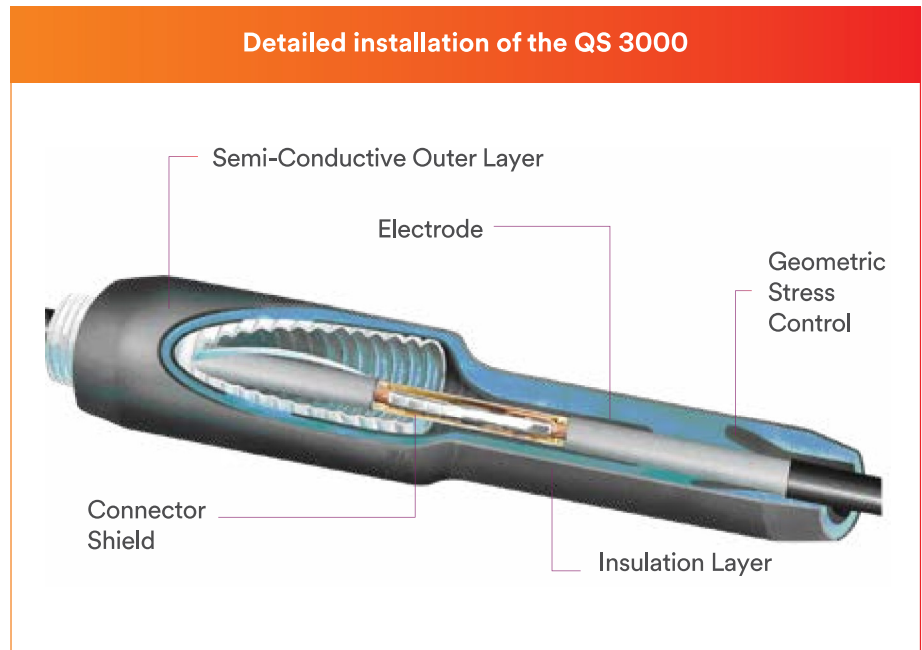 Detailed installation of the QS 3000
Semi-Conductive Outer Layer
Electrode
Geometric
Stress
Control
Connector
Shield
Insulation Layer